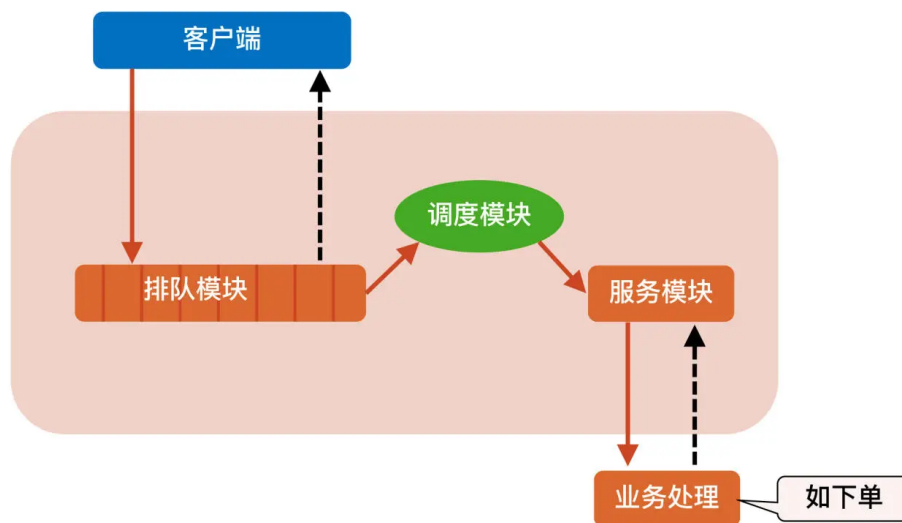 客户端
调度模块
排队模块
服务模块
业务处理
如下单